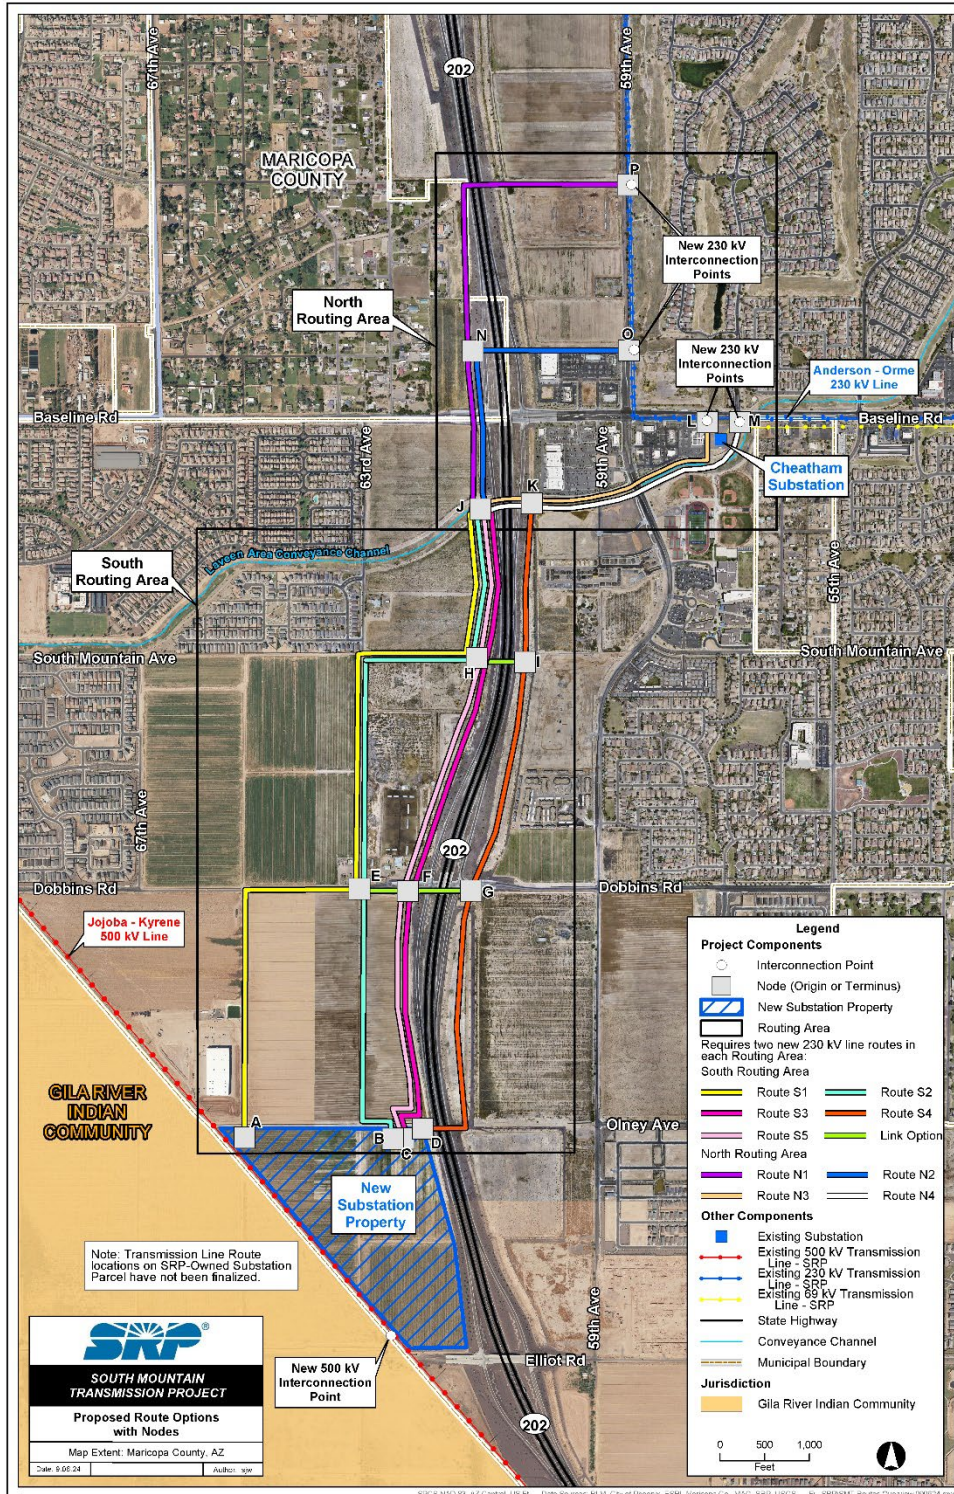 67th Ave
202
59th Ave
MARICOPA
COUNTY
P
New 230 kV
Interconnection
Points
North
Routing Area
N
O
New 230 kV
Interconnection
Points
Anderson - Orme
230 kV Line
Baseline Rd
L
M
Baseline Rd
63rd Ave
59th Ave
Cheatham
Substation
K
J
Laveen Area Conveyance Channel
South
Routing Area
55th Ave
South Mountain Ave
H
I
South Mountain Ave
67th Ave
202
E
F
G
Dobbins Rd
Dobbins Rd
Jojoba - Kyrene
500 kV Line
GILA RIVER
INDIAN
COMMUNITY
A
B
C
D
Olney Ave
New
Substation
Property
Note: Transmission Line Route
locations on SRP-Owned Substation
Parcel have not been finalized.
59th Ave
New 500 kV
Interconnection
Point
Elliot Rd
202
SRP®
SOUTH MOUNTAIN
TRANSMISSION PROJECT
Proposed Route Options
with Nodes
Map Extent: Maricopa County, AZ
Date: 9.06.24
Author: sjw
Legend
Project Components
Interconnection Point
Node (Origin or Terminus)
New Substation Property
Routing Area
Requires two new 230 kV line routes in
each Routing Area:
South Routing Area
Route S1
Route S2
Route S3
Route S4
Route S5
Link Option
North Routing Area
Route N1
Route N2
Route N3
Route N4
Other Components
Existing Substation
Existing 500 kV Transmission
Line - SRP
Existing 230 kV Transmission
Line - SRP
Existing 69 kV Transmission
Line - SRP
State Highway
Conveyance Channel
Municipal Boundary
Jurisdiction
Gila River Indian Community
0 500 1,000
Feet